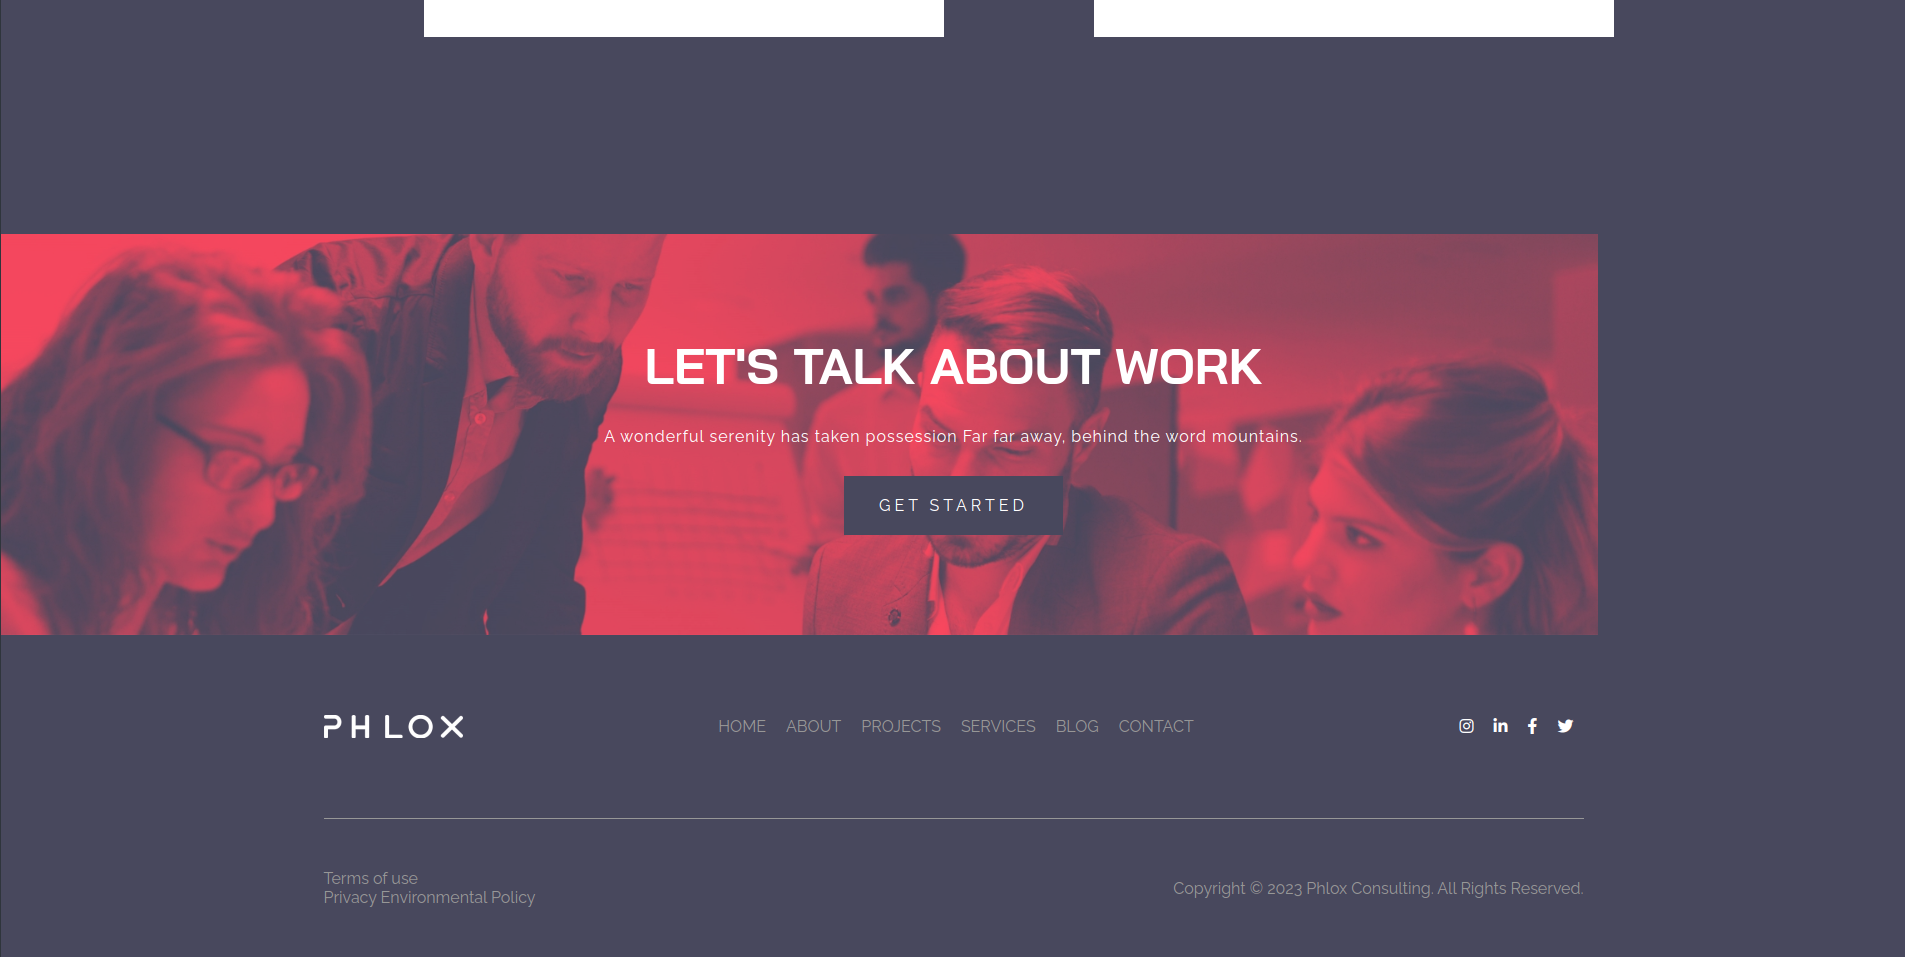 LET'S TALK ABOUT WORK
A wonderful serenity has taken possession Far far away, behind the word mountains.
GET STARTED
PHLOX
HOME ABOUT PROJECTS SERVICES BLOG CONTACT
Terms of use
Privacy Environmental Policy
Copyright © 2023 Phlox Consulting. All Rights Reserved.